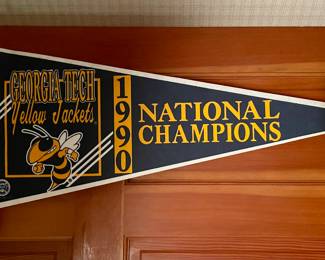 GEORGIA TECH
Yellow Jackets
1990
NATIONAL
CHAMPIONS